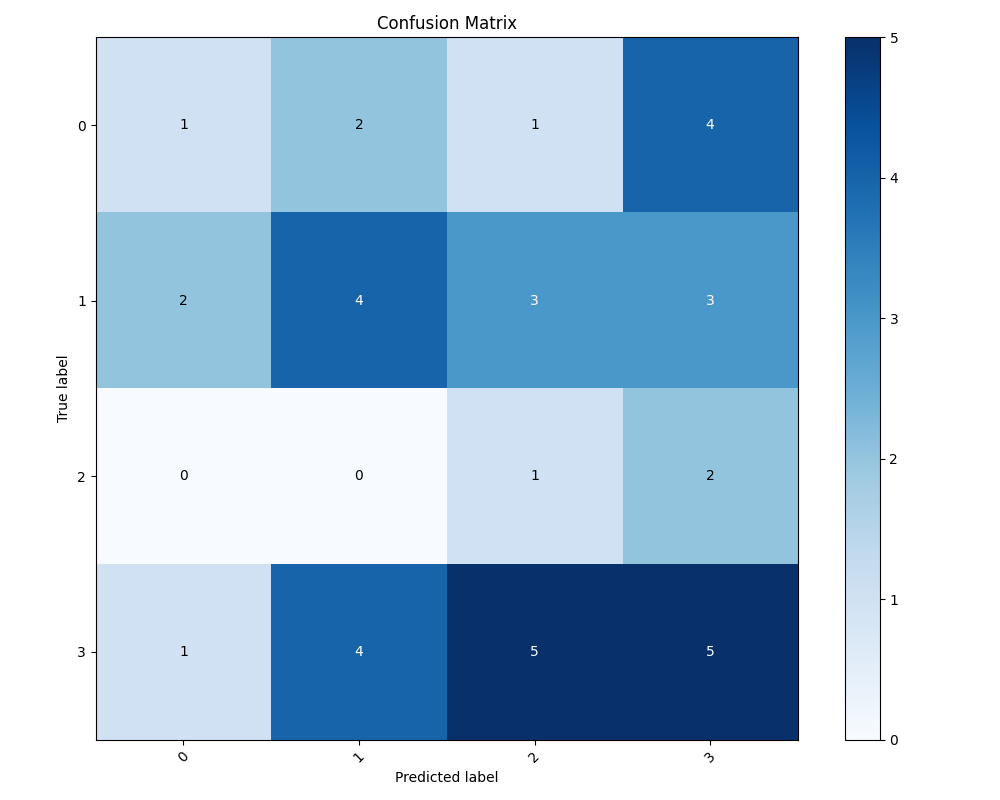 Confusion Matrix
0 1 2 1 4
1 2 4 3 3
2 0 0 1 2
3 1 4 5 5
0 1 2 3
True label
Predicted label
5
4
3
2
1
0